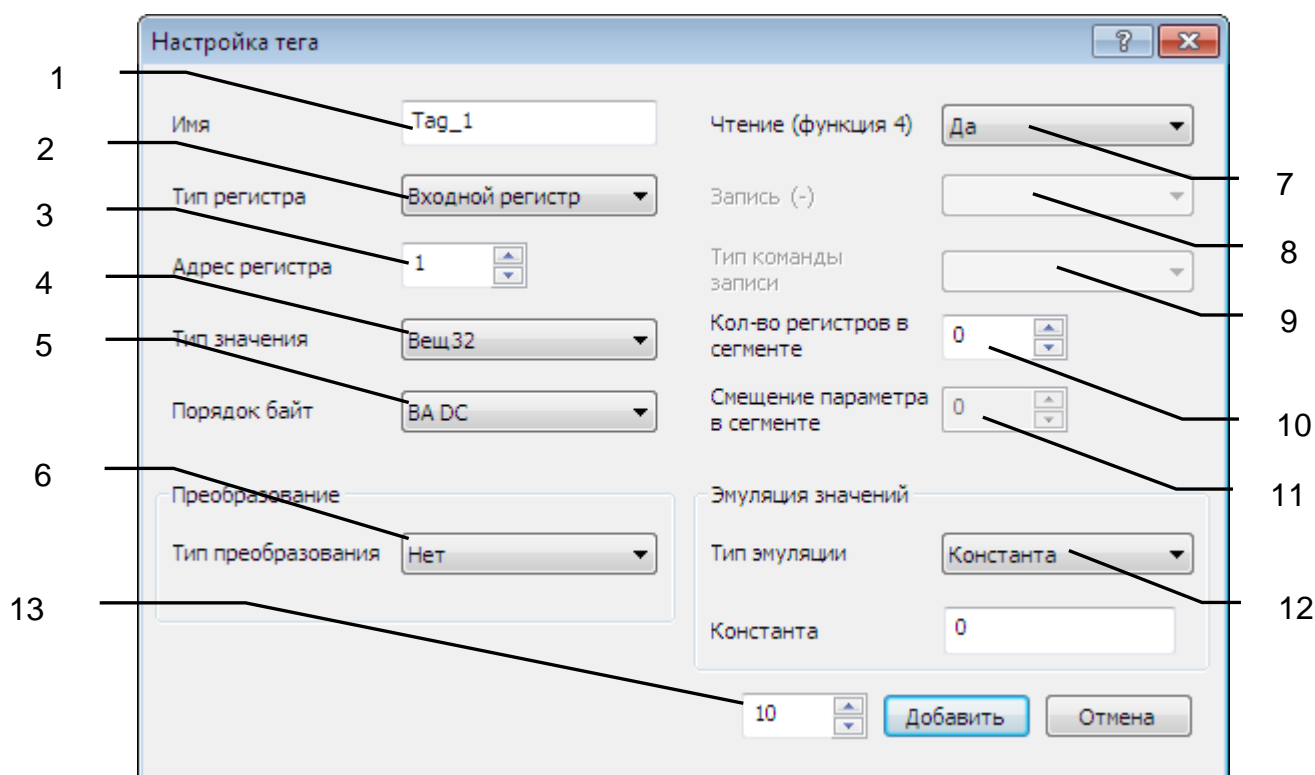 Настройка тега
1
Имя
Tag_1
Чтение (функция 4)
Да
2
7
Тип регистра
Входной регистр
Запись (-)
3
8
Адрес регистра
1
Тип команды
записи
4
9
Тип значения
Вещ32
Кол-во регистров в
сегменте
0
5
10
Порядок байт
BA DC
Смещение параметра
в сегменте
0
6
11
Преобразование
Эмуляция значений
Тип преобразования
Нет
Тип эмуляции
Константа
13
12
Константа
0
10
Добавить
Отмена